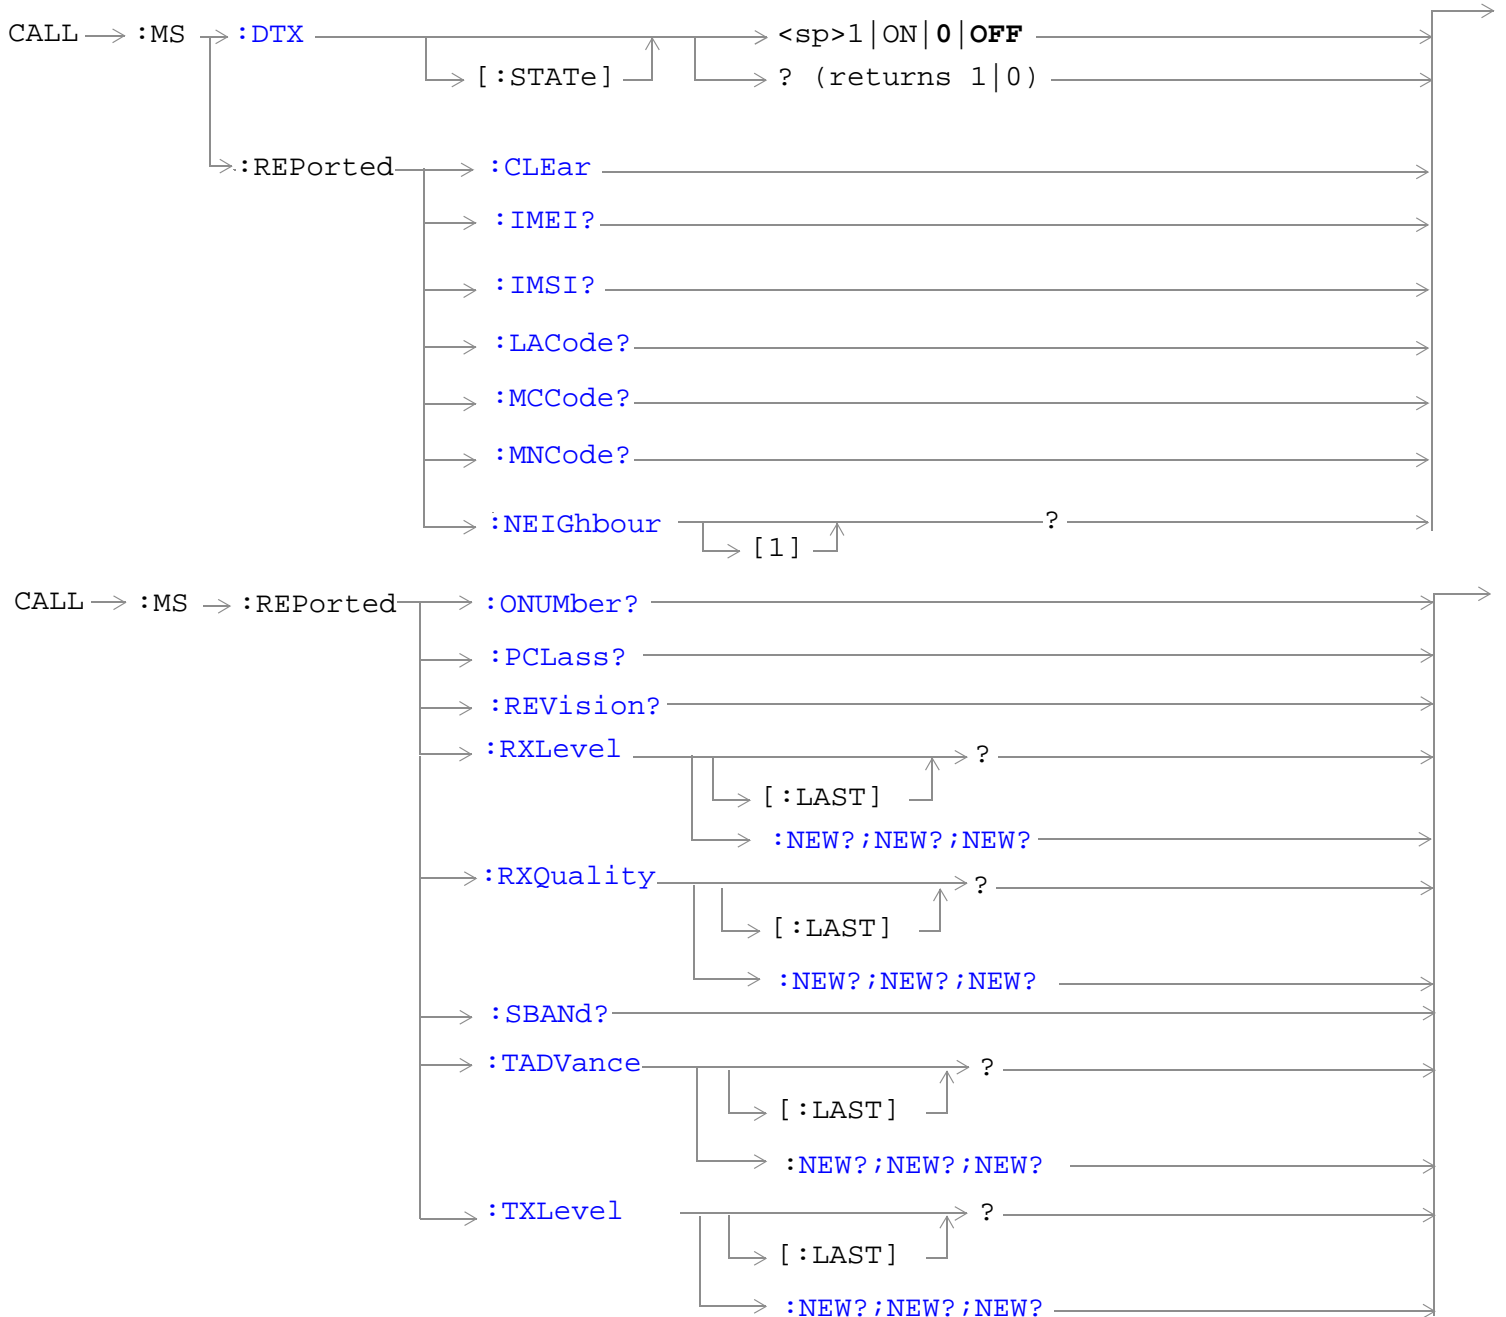 CALL :MS :DTX <sp>1|ON|0|OFF
[:STATe] ? (returns 1|0)
:REPorted :CLEar
:IMEI?
:IMSI?
:LACode?
:MCCode?
:MNCode?
:NEIGhbour ?
[1]
CALL :MS :REPorted :ONUMber?
:PCLass?
:REVision?
:RXLevel ?
[:LAST]
:NEW?;NEW?;NEW?
:RXQuality ?
[:LAST]
:NEW?;NEW?;NEW?
:SBANd?
:TADVance ?
[:LAST]
:NEW?;NEW?;NEW?
:TXLevel ?
[:LAST]
:NEW?;NEW?;NEW?